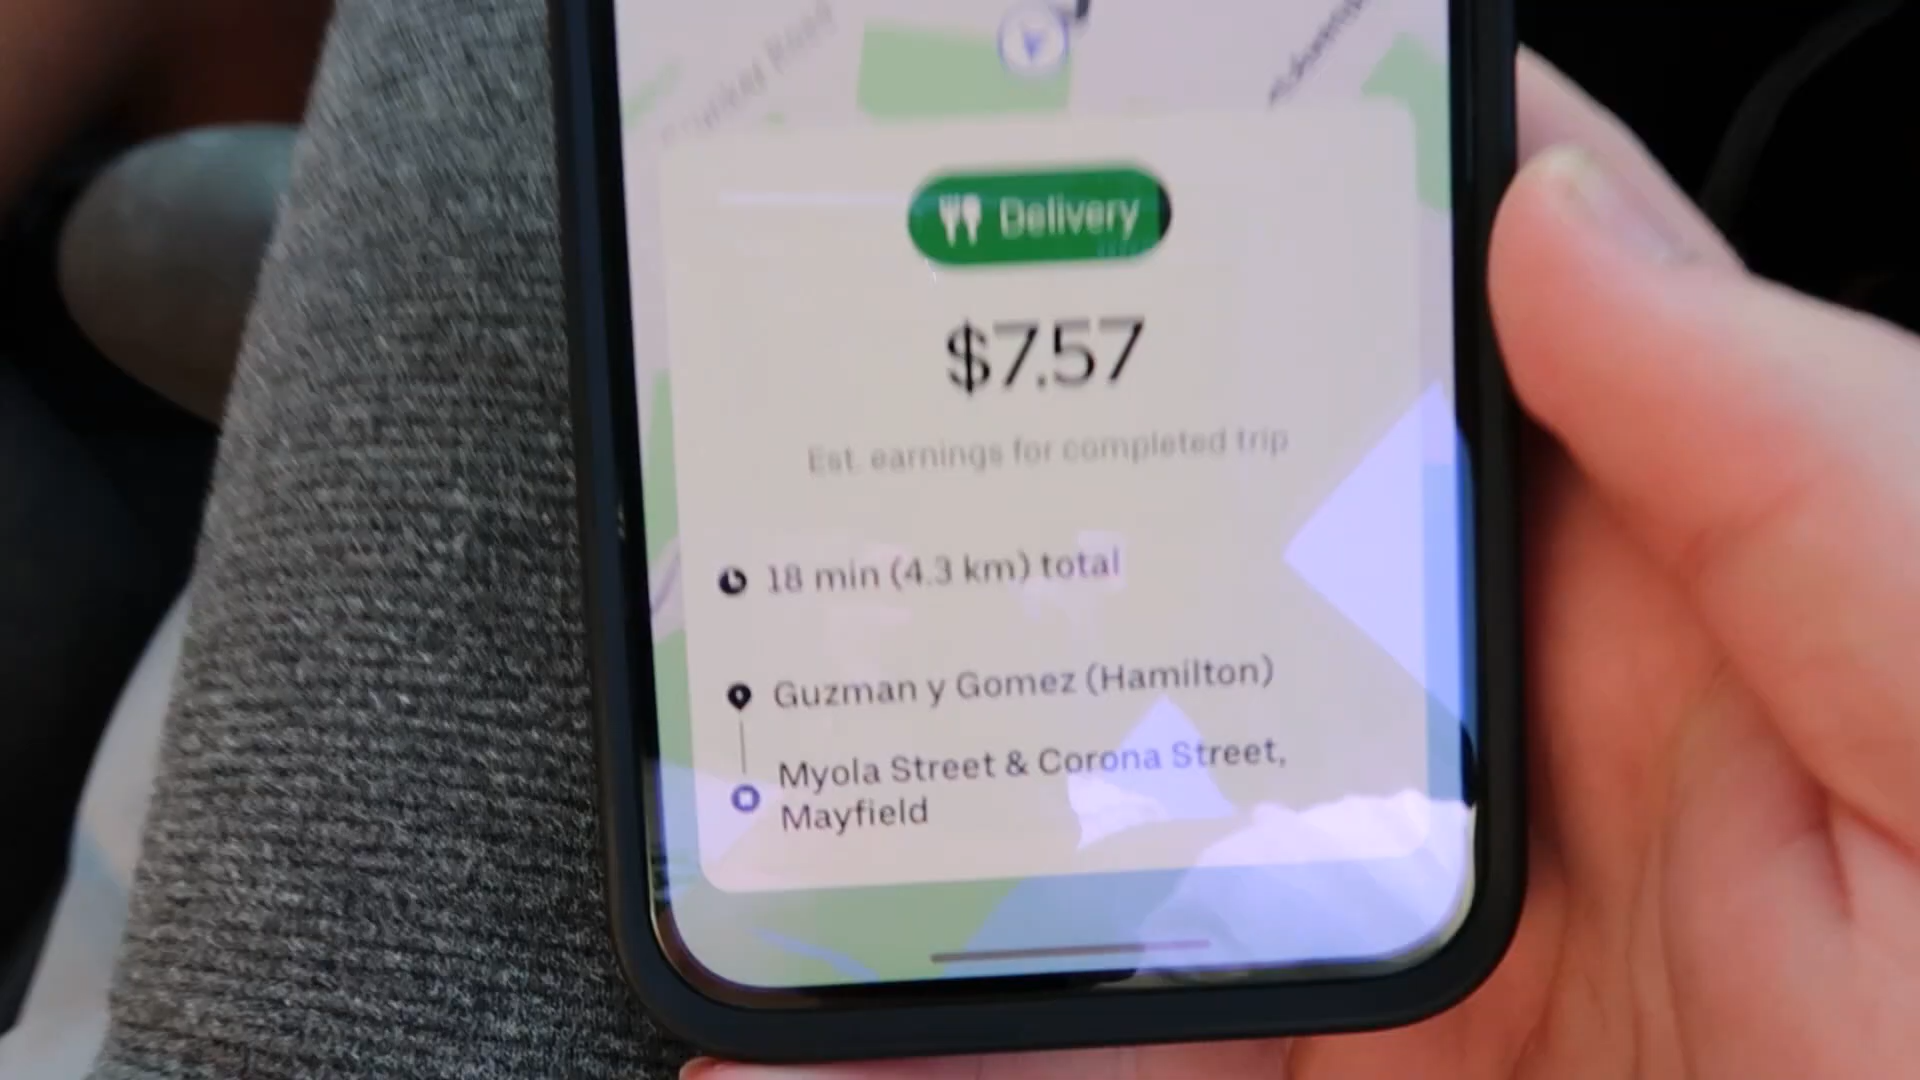 Delivery
$7.57
Est. earnings for completed trip
18 min (4.3 km) total
Guzman y Gomez (Hamilton)
Myola Street & Corona Street,
Mayfield